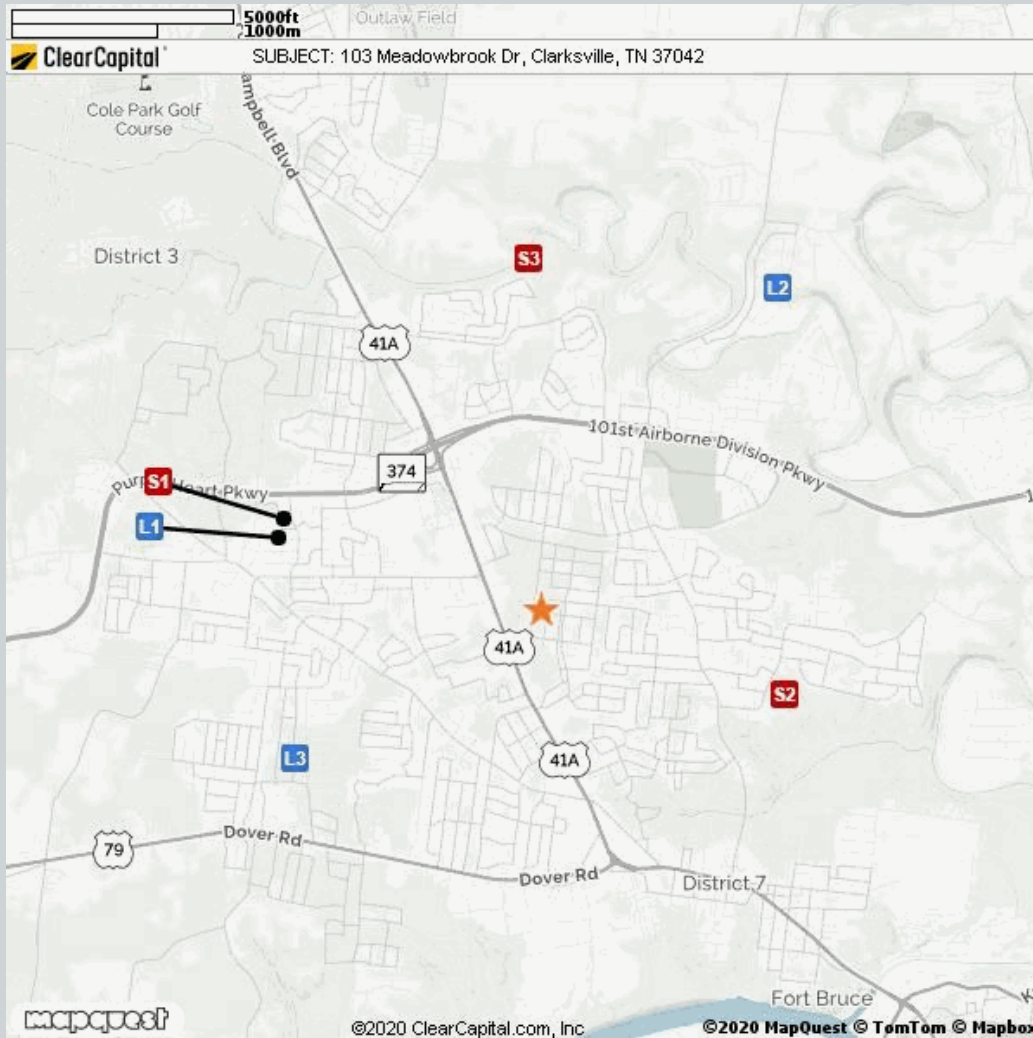 5000ft
1000m
Outlaw Field
ClearCapital
SUBJECT: 103 Meadowbrook Dr, Clarksville, TN 37042
Cole Park Golf
Course
ampbell Blvd
District 3
S3
L2
41A
101st Airborne Division Pkwy
374
S1
Heart Pkwy
L1
1
41A
S2
L3
41A
79
Dover Rd
Dover Rd
District 7
Fort Bruce
mapquest
©2020 ClearCapital.com, Inc
©2020 MapQuest © TomTom © Mapbox